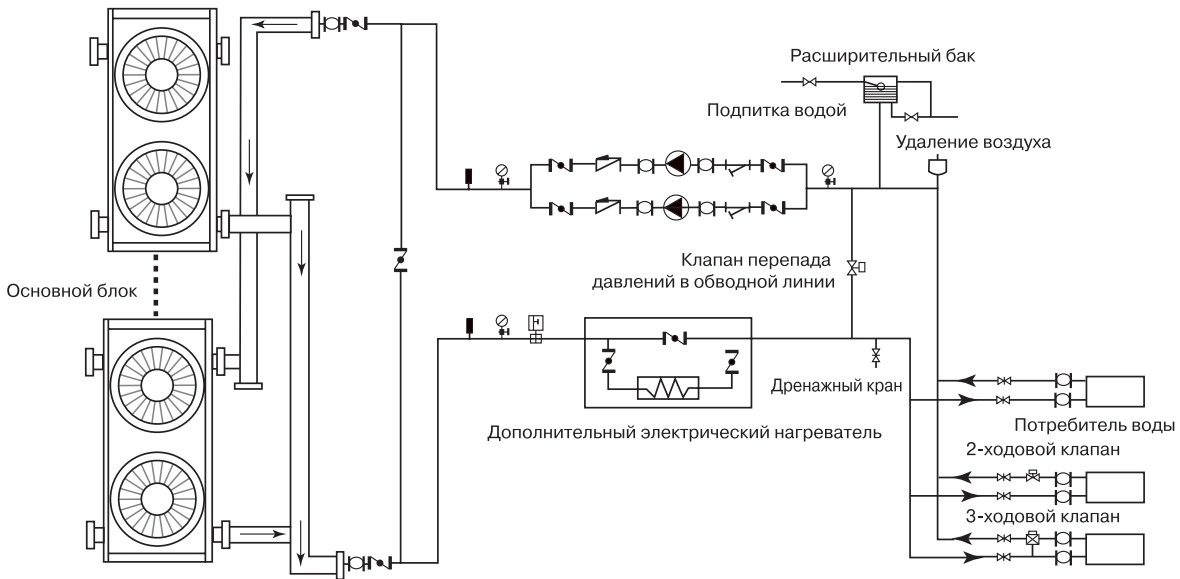 Расширительный бак
Подпитка водой
Удаление воздуха
Клапан перепада
давлений в обводной линии
Основной блок
Дренажный кран
Потребитель воды
Дополнительный электрический нагреватель
2-ходовой клапан
3-ходовой клапан